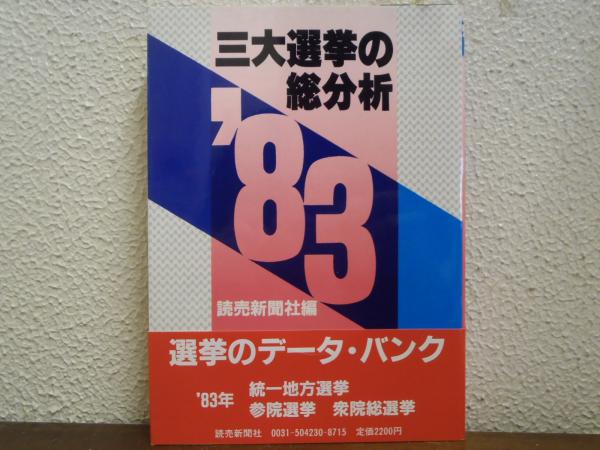 三大選挙の
総分析
'83
読売新聞社編
選挙のデータ・バンク
'83年 統一地方選挙
参院選挙 衆院総選挙
読売新聞社 0031-504230-8715 定価2200円